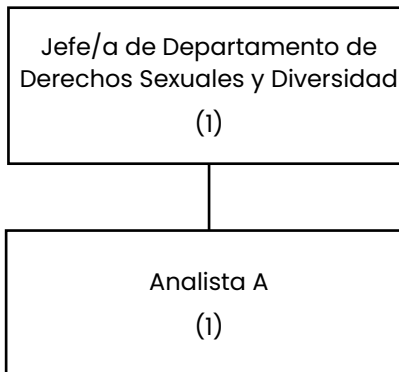 Jefe/a de Departamento de
Derechos Sexuales y Diversidad
(1)
Analista A
(1)